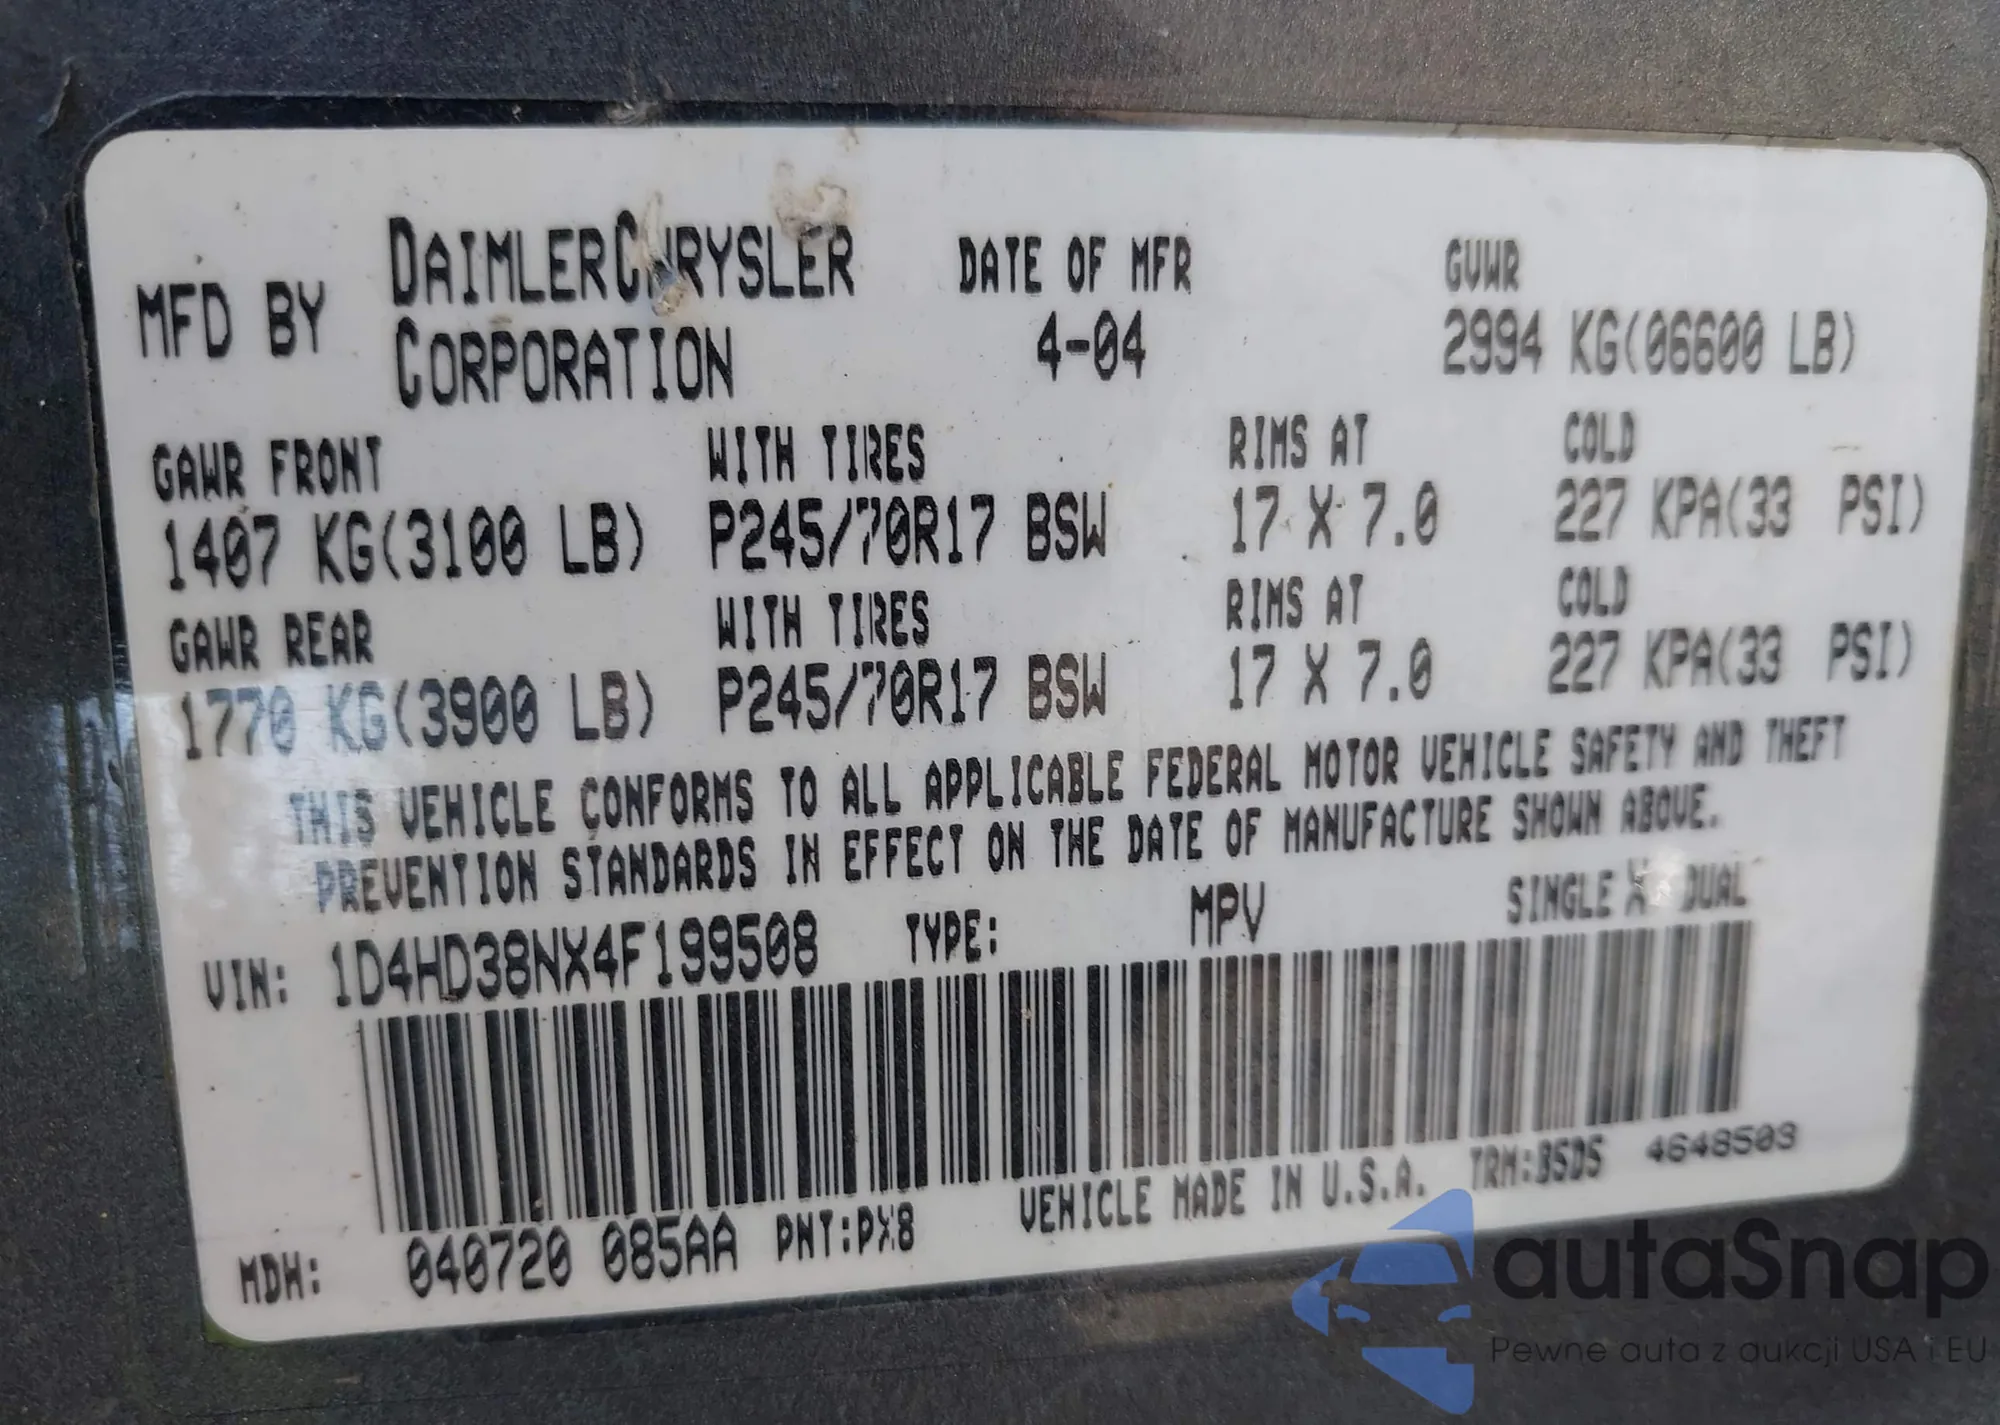 MFD BY DAIMLERCHRYSLER CORPORATION DATE OF MFR 4-04 GVWR 2994 KG(06600 LB)
GAWR FRONT WITH TIRES RIMS AT COLD
1407 KG(3100 LB) P245/70R17 BSW 17 X 7.0 227 KPA(33 PSI)
GAWR REAR WITH TIRES RIMS AT COLD
1770 KG(3900 LB) P245/70R17 BSW 17 X 7.0 227 KPA(33 PSI)
THIS VEHICLE CONFORMS TO ALL APPLICABLE FEDERAL MOTOR VEHICLE SAFETY AND THEFT
PREVENTION STANDARDS IN EFFECT ON THE DATE OF MANUFACTURE SHOWN ABOVE.
VIN: 1D4HD38NX4F199508 TYPE: MPV SINGLE X DUAL
MDH: 040720 085AA PNT:PX8 VEHICLE MADE IN U.S.A. TRM:BSDS 4648503
autaSnap
Pewne auta z aukcji USA i EU